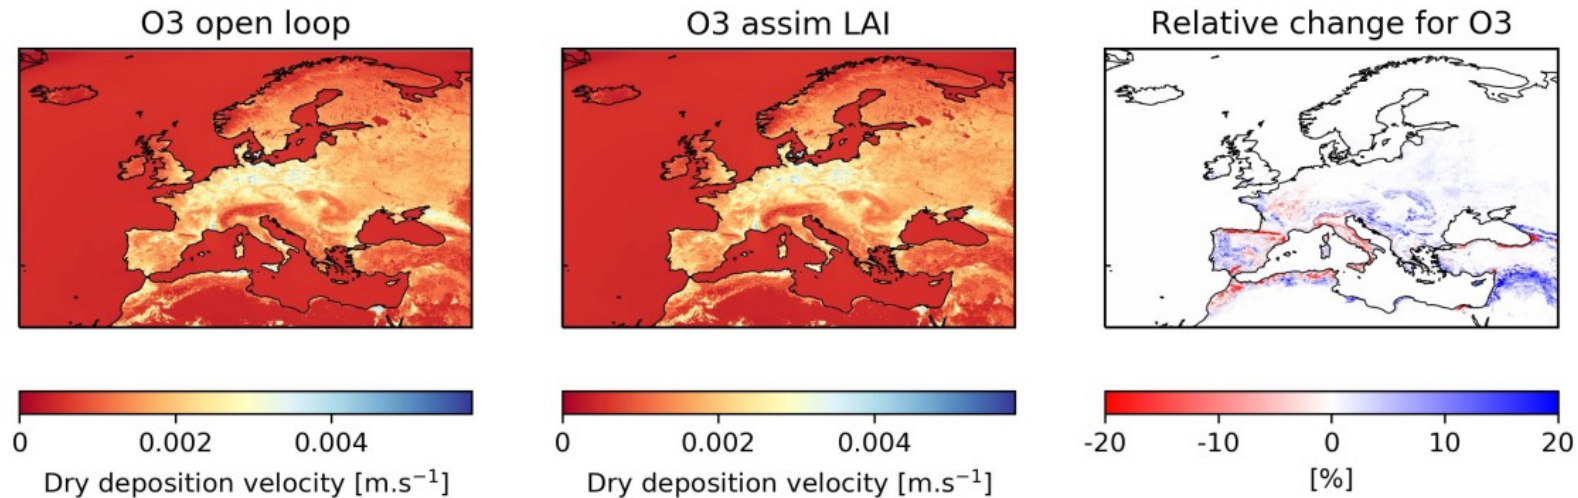 O3 open loop
O3 assim LAI
Relative change for O3
0 0.002 0.004
0 0.002 0.004
-20 -10 0 10 20
Dry deposition velocity [m.s⁻¹]
Dry deposition velocity [m.s⁻¹]
[%]